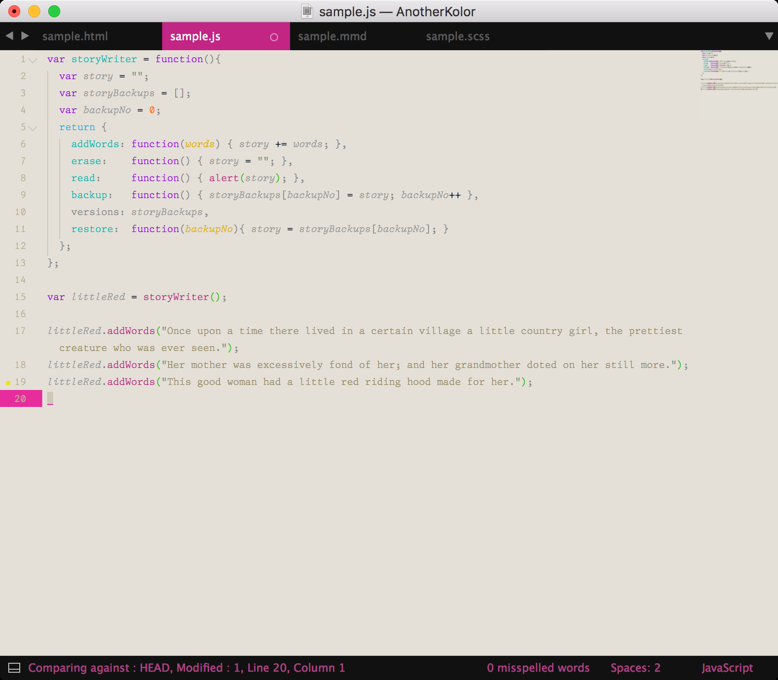 sample.js — AnotherKolor
sample.html sample.js sample.mmd sample.scss
1 var storyWriter = function(){
2 var story = "";
3 var storyBackups = [];
4 var backupNo = 0;
5 return {
6 addWords: function(words) { story += words; },
7 erase: function() { story = ""; },
8 read: function() { alert(story); },
9 backup: function() { storyBackups[backupNo] = story; backupNo++ },
10 versions: storyBackups,
11 restore: function(backupNo){ story = storyBackups[backupNo]; }
12 };
13 };
14
15 var littleRed = storyWriter();
16
17 littleRed.addWords("Once upon a time there lived in a certain village a little country girl, the prettiest
creature who was ever seen.");
18 littleRed.addWords("Her mother was excessively fond of her; and her grandmother doted on her still more.");
19 littleRed.addWords("This good woman had a little red riding hood made for her.");
20
Comparing against : HEAD, Modified : 1, Line 20, Column 1 0 misspelled words Spaces: 2 JavaScript